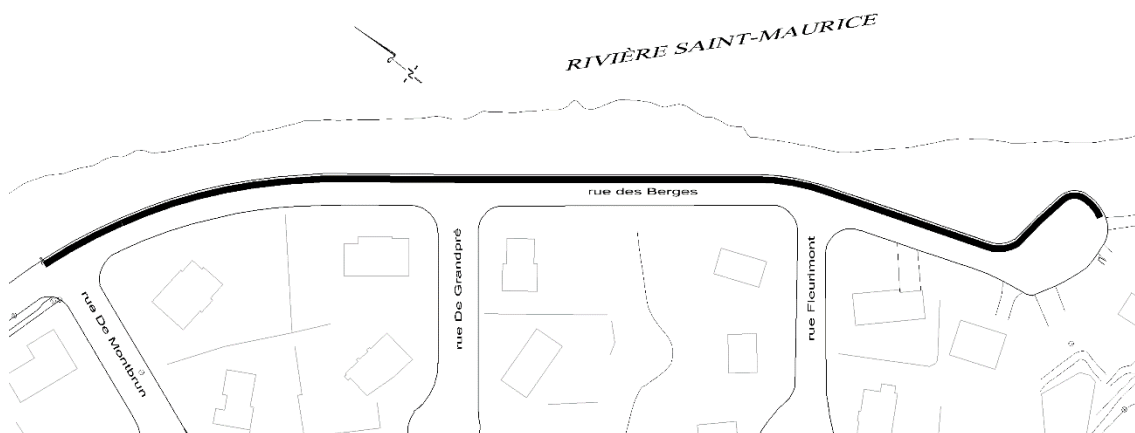 RIVIÈRE SAINT-MAURICE
rue des Berges
rue De Montbrun
rue De Grandpré
rue Fleurimont